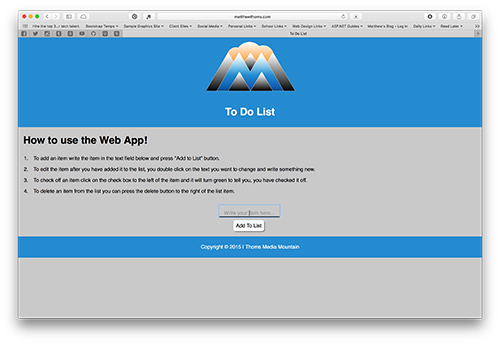 matthewthoms.com
Bootstrap Temps Sample Graphics Site Client Sites Social Media Personal Links School Links Web Design Links ASP.NET Guides Matthew's Blog › Log In Daily Links Read Later
To Do List
To Do List
How to use the Web App!
1. To add an item write the item in the text field below and press "Add to List" button.
2. To edit the item after you have added it to the list, you double click on the text you want to change and write something new.
3. To check off an item click on the check box to the left of the item and it will turn green to tell you, you have checked it off.
4. To delete an item from the list you can press the delete button to the right of the list item.
Write your item here...
Add To List
Copyright © 2015 | Thoms Media Mountain